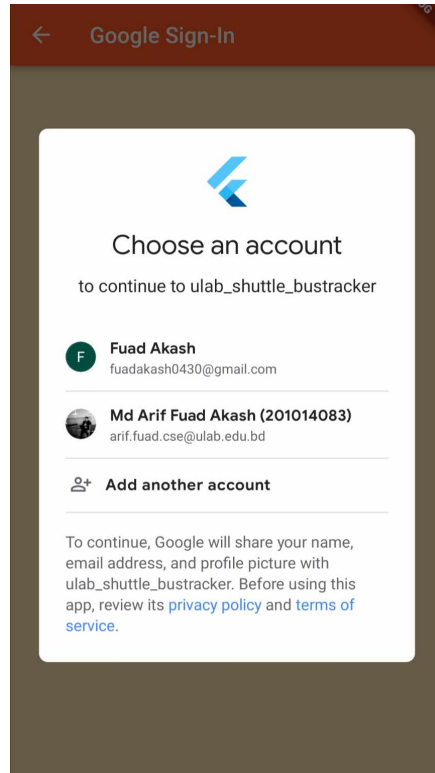 Google Sign-In
Choose an account
to continue to ulab_shuttle_bustracker
F
Fuad Akash
fuadakash0430@gmail.com
Md Arif Fuad Akash (201014083)
arif.fuad.cse@ulab.edu.bd
Add another account
To continue, Google will share your name,
email address, and profile picture with
ulab_shuttle_bustracker. Before using this
app, review its privacy policy and terms of
service.